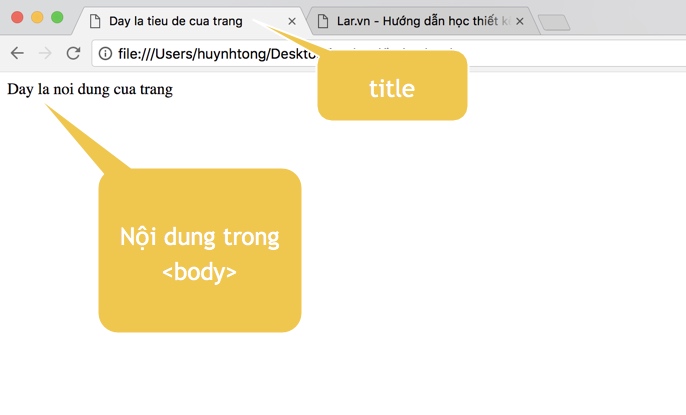 Day la tieu de cua trang
Lar.vn - Hướng dẫn học thiết k
file:///Users/huynhtong/Deskto
title
Day la noi dung cua trang
Nội dung trong
<body>